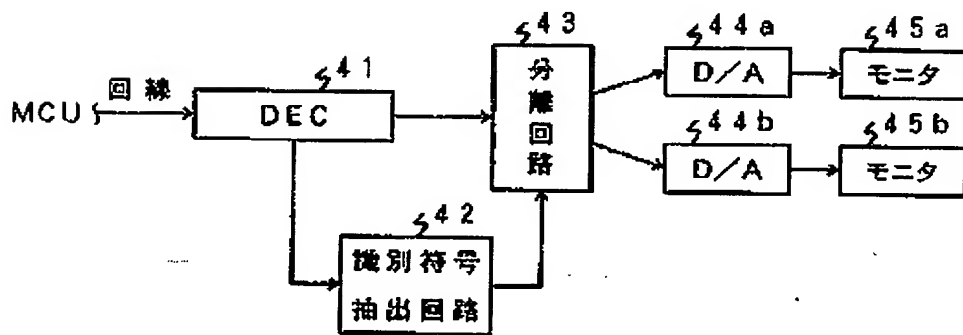 43
44a
45a
41
分離回路
D/A
モニタ
MCU
回線
DEC
44b
45b
D/A
モニタ
42
識別符号
抽出回路